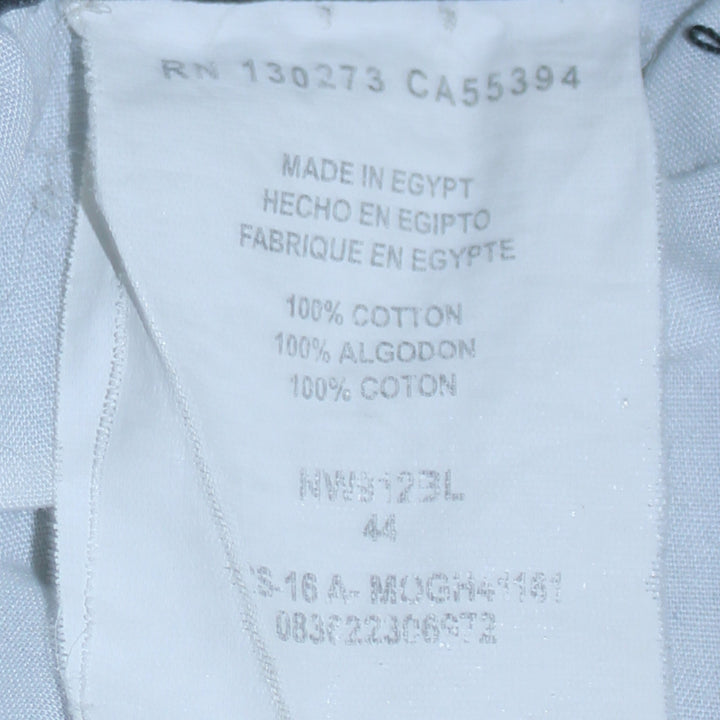 RN 130273 CA55394
MADE IN EGYPT
HECHO EN EGIPTO
FABRIQUE EN EGYPTE
100% COTTON
100% ALGODON
100% COTON
44